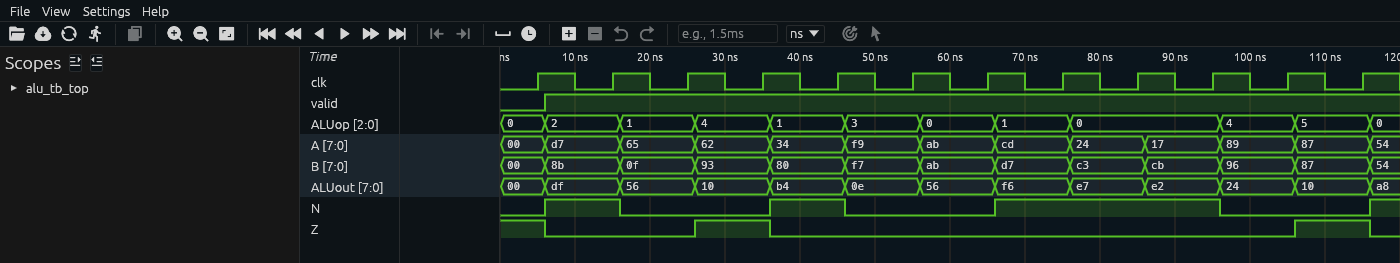 File View Settings Help
e.g., 1.5ms ns
Scopes
alu_tb_top
Time ns 10 ns 20 ns 30 ns 40 ns 50 ns 60 ns 70 ns 80 ns 90 ns 100 ns 110 ns 120
clk
valid
ALUop [2:0] 0 2 1 4 1 3 0 1 0 4 5 0
A [7:0] 00 d7 65 62 34 f9 ab cd 24 17 89 87 54
B [7:0] 00 8b 0f 93 80 f7 ab d7 c3 cb 96 87 54
ALUout [7:0] 00 df 56 10 b4 0e 56 f6 e7 e2 24 10 a8
N
Z